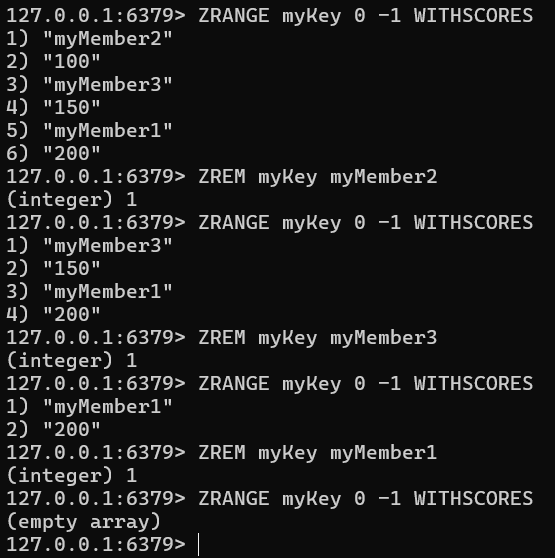 127.0.0.1:6379> ZRANGE myKey 0 -1 WITHSCORES
1) "myMember2"
2) "100"
3) "myMember3"
4) "150"
5) "myMember1"
6) "200"
127.0.0.1:6379> ZREM myKey myMember2
(integer) 1
127.0.0.1:6379> ZRANGE myKey 0 -1 WITHSCORES
1) "myMember3"
2) "150"
3) "myMember1"
4) "200"
127.0.0.1:6379> ZREM myKey myMember3
(integer) 1
127.0.0.1:6379> ZRANGE myKey 0 -1 WITHSCORES
1) "myMember1"
2) "200"
127.0.0.1:6379> ZREM myKey myMember1
(integer) 1
127.0.0.1:6379> ZRANGE myKey 0 -1 WITHSCORES
(empty array)
127.0.0.1:6379>